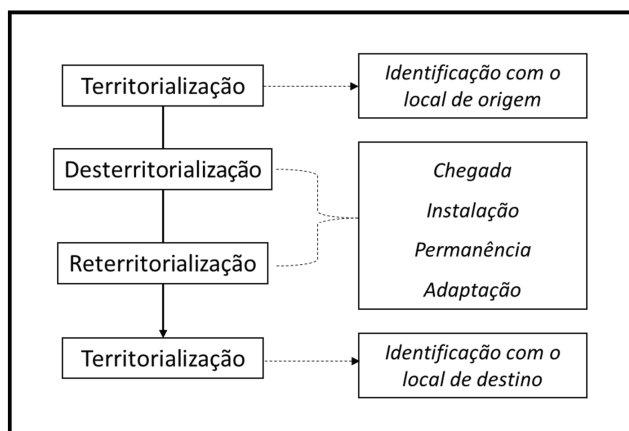 Territorialização
Identificação com o
local de origem
Desterritorialização
Chegada
Instalação
Permanência
Reterritorialização
Adaptação
Territorialização
Identificação com o
local de destino